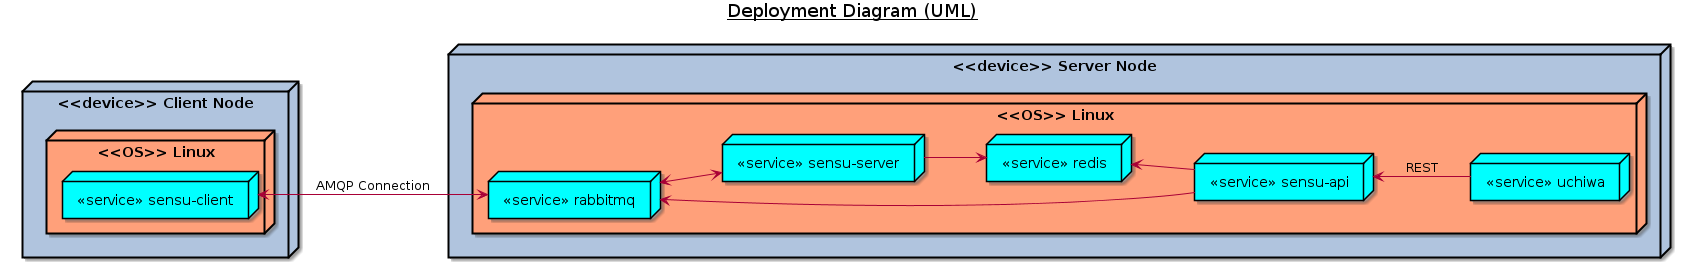 Deployment Diagram (UML)
<<device>> Client Node
<<OS>> Linux
«service» sensu-client
AMQP Connection
<<device>> Server Node
<<OS>> Linux
«service» rabbitmq
«service» sensu-server
«service» redis
«service» sensu-api
REST
«service» uchiwa